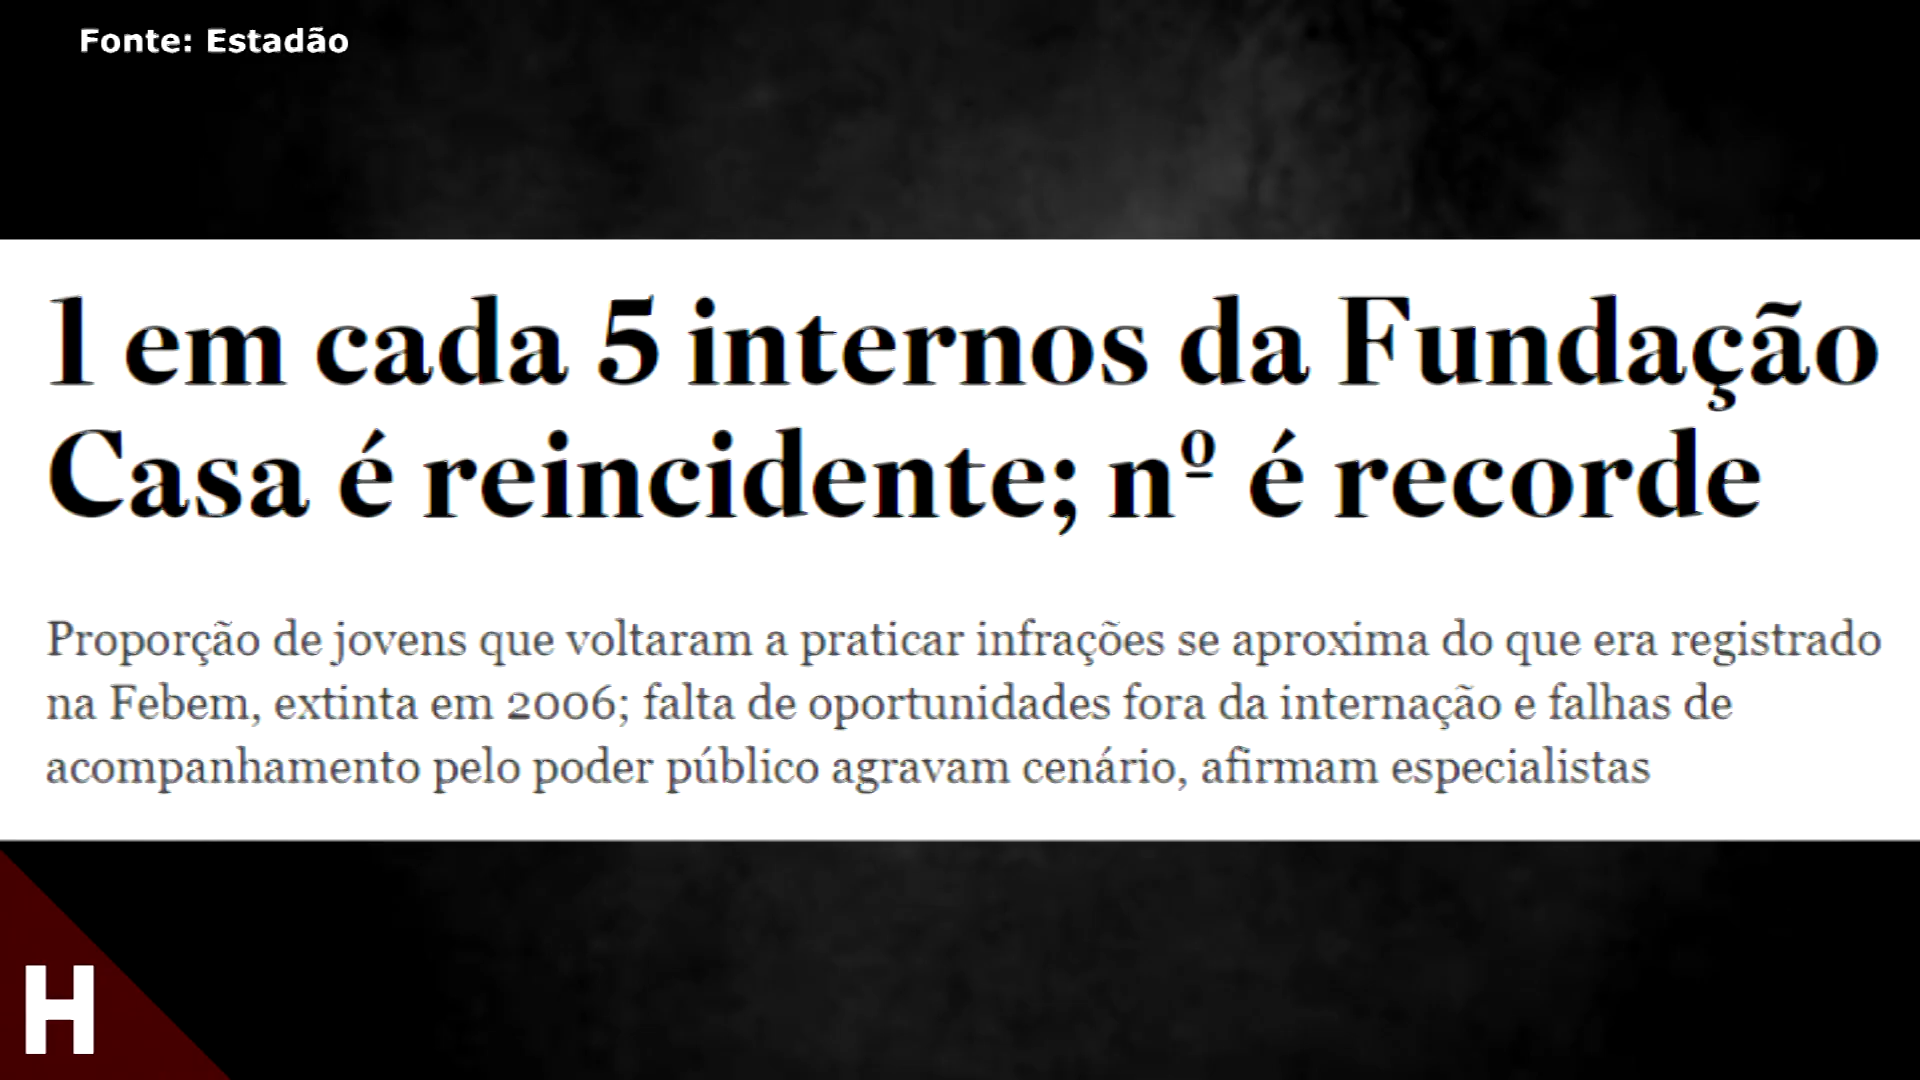 Fonte: Estadão
1 em cada 5 internos da Fundação
Casa é reincidente; nº é recorde
Proporção de jovens que voltaram a praticar infrações se aproxima do que era registrado
na Febem, extinta em 2006; falta de oportunidades fora da internação e falhas de
acompanhamento pelo poder público agravam cenário, afirmam especialistas
H